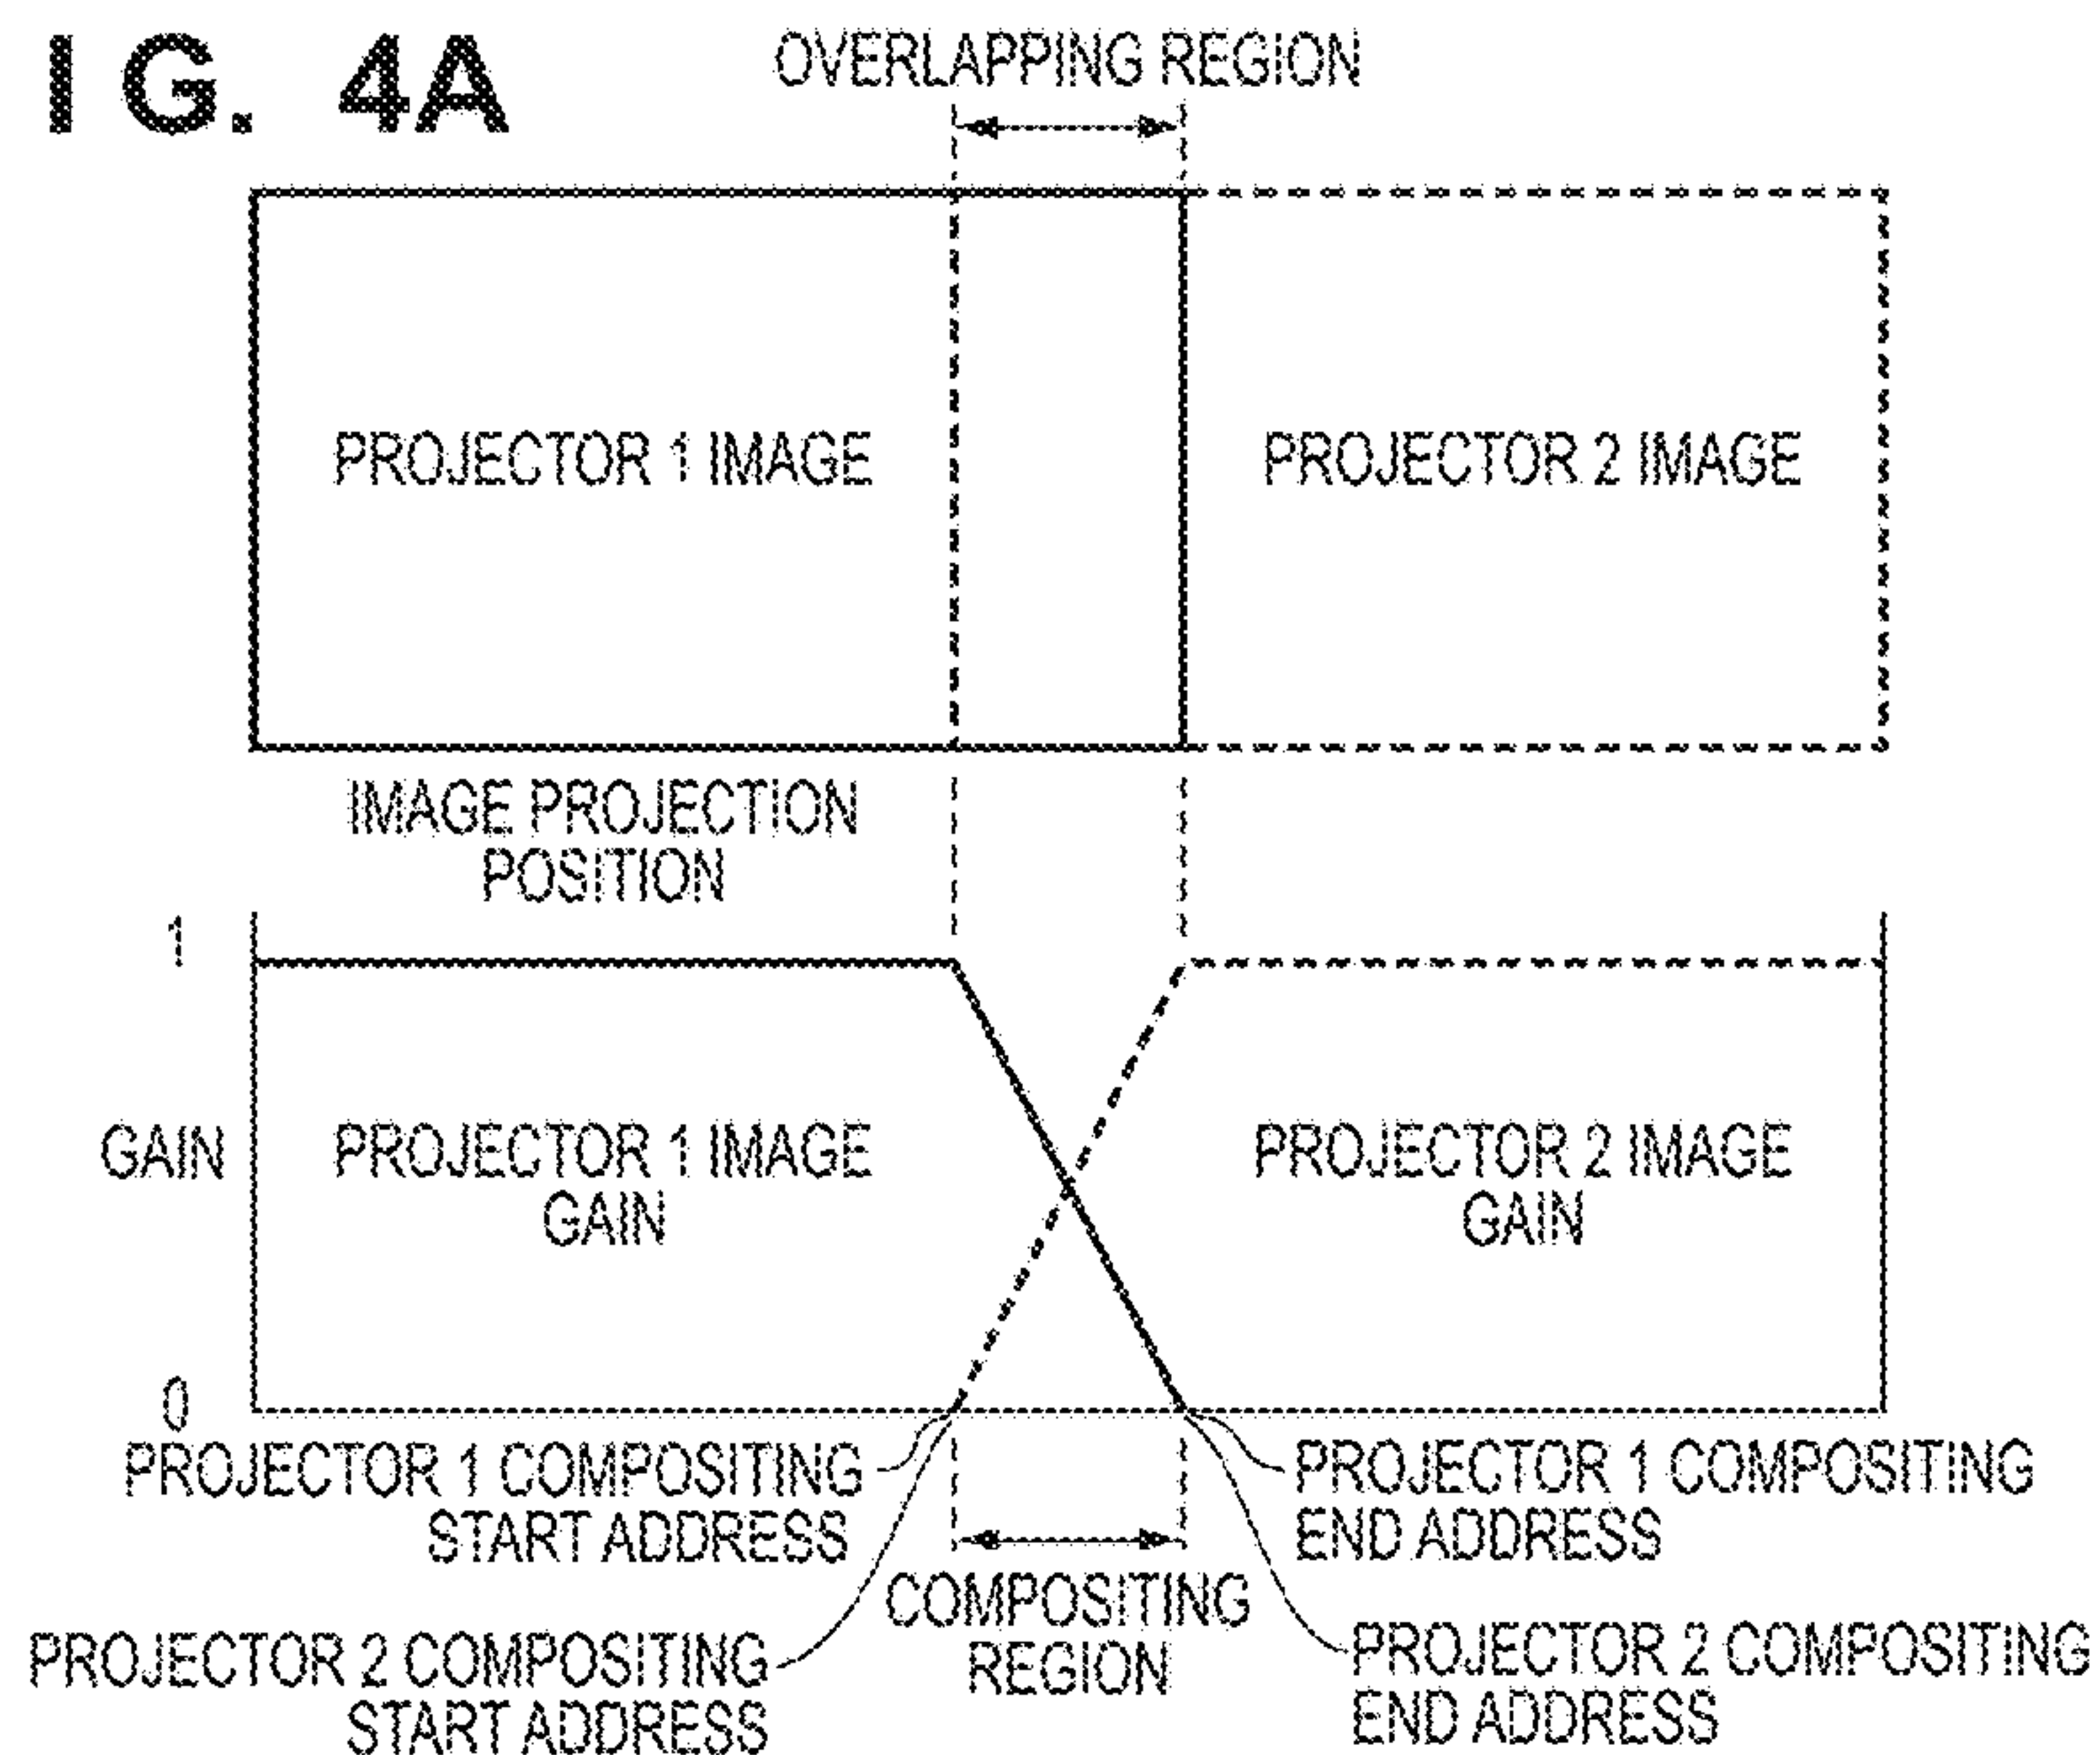 IG. 4A
OVERLAPPING REGION
PROJECTOR 1 IMAGE
PROJECTOR 2 IMAGE
IMAGE PROJECTION
POSITION
1
GAIN
PROJECTOR 1 IMAGE
GAIN
PROJECTOR 2 IMAGE
GAIN
0
PROJECTOR 1 COMPOSITING
START ADDRESS
PROJECTOR 1 COMPOSITING
END ADDRESS
COMPOSITING
REGION
PROJECTOR 2 COMPOSITING
START ADDRESS
PROJECTOR 2 COMPOSITING
END ADDRESS